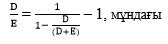 D/E = 1/(1 − D/(D+E)) − 1, мұндағы